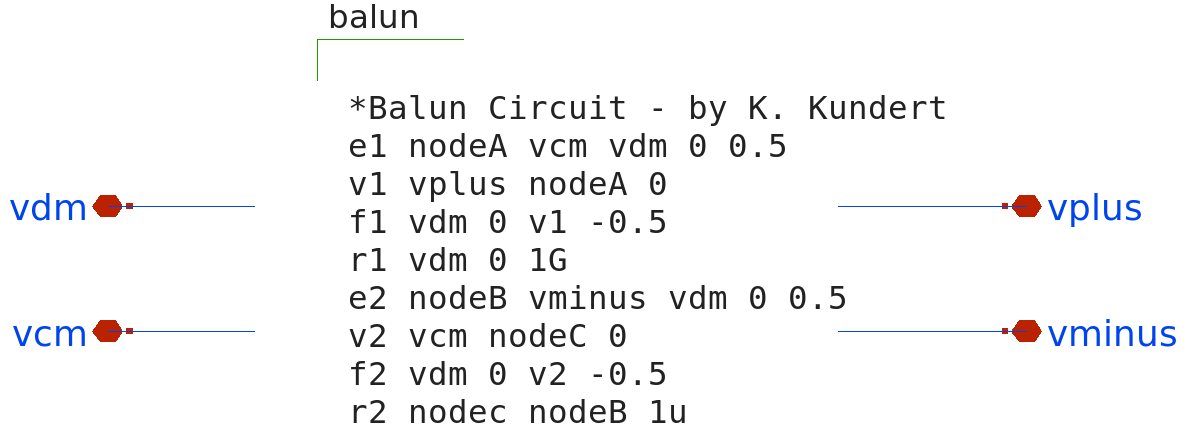 balun
*Balun Circuit - by K. Kundert
e1 nodeA vcm vdm 0 0.5
v1 vplus nodeA 0
f1 vdm 0 v1 -0.5
r1 vdm 0 1G
e2 nodeB vminus vdm 0 0.5
v2 vcm nodeC 0
f2 vdm 0 v2 -0.5
r2 nodec nodeB 1u
vdm
vcm
vplus
vminus